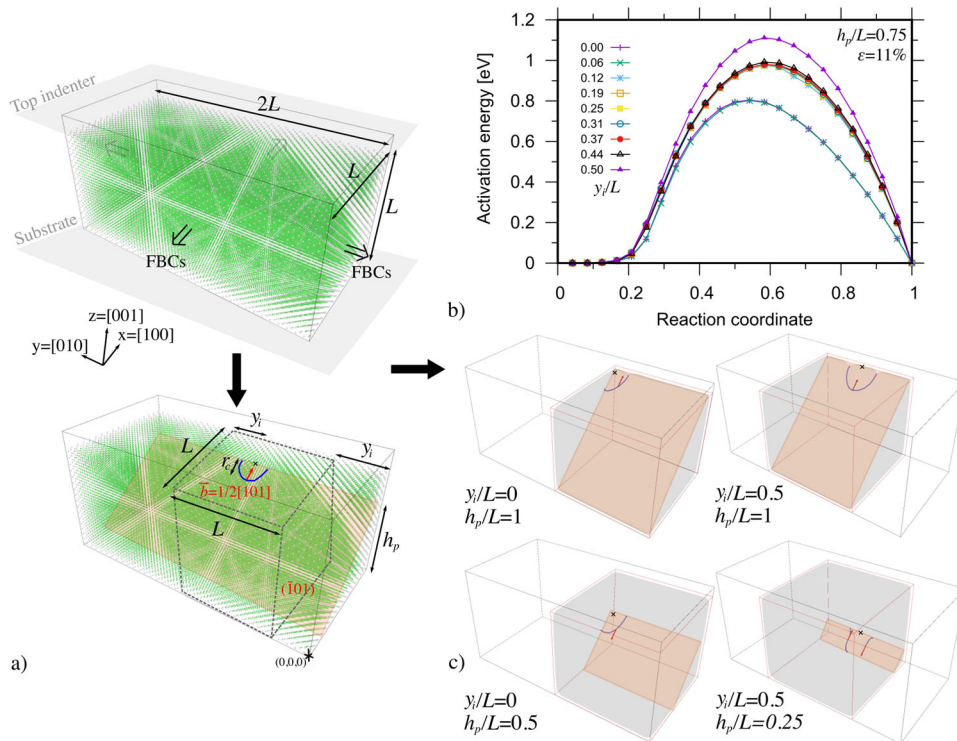 Top indenter
2L
L
L
Substrate
FBCs
FBCs
z=[001]
x=[100]
y=[010]
y_i
y_i
L
r_c
b̄=1/2[101]
L
h_p
(1̄01)
(0,0,0)
a)
1.2
1
0.8
0.6
0.4
0.2
0
Activation energy [eV]
h_p/L=0.75
ε=11%
0.00
0.06
0.12
0.19
0.25
0.31
0.37
0.44
0.50
y_i/L
0
0.2
0.4
0.6
0.8
1
Reaction coordinate
b)
y_i/L=0
h_p/L=1
y_i/L=0.5
h_p/L=1
y_i/L=0
h_p/L=0.5
y_i/L=0.5
h_p/L=0.25
c)